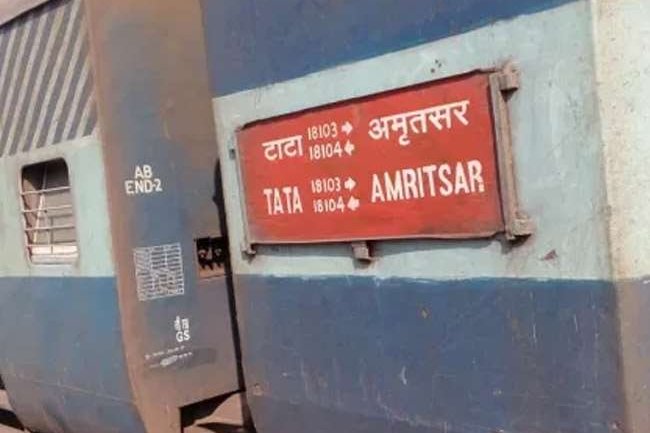 AB
END-2
GS
टाटा 18103 → अमृतसर
18104 ←
TATA 18103 → AMRITSAR
18104 ←